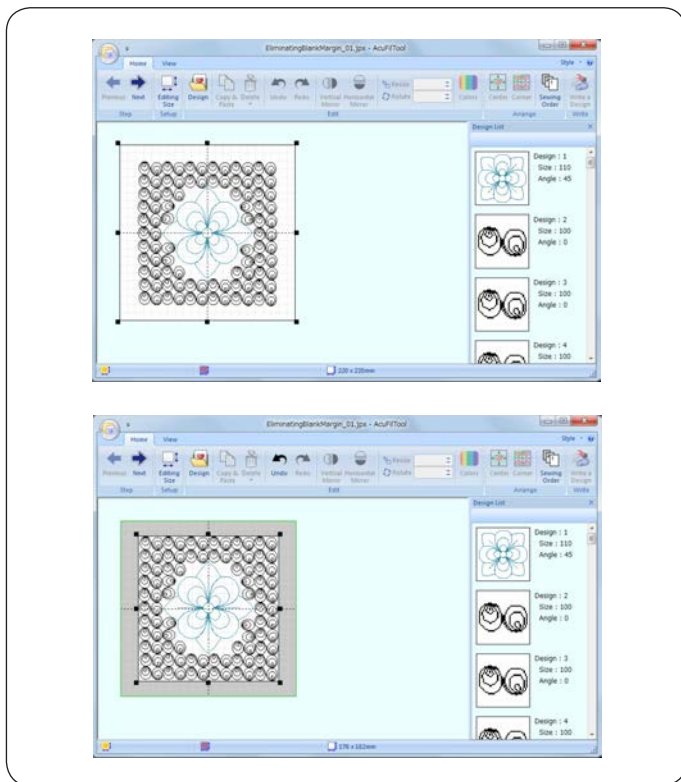 EliminatingBlankMargin_01.jpx - AcuFilTool
Home View Style
Previous Next Editing Size Design Copy & Paste Delete Undo Redo Vertical Mirror Horizontal Mirror Resize Rotate Colors Centre Corner Sewing Order Write a Design
Step Setup Edit Arrange Write
Design List
Design : 1
Size : 110
Angle : 45
Design : 2
Size : 100
Angle : 0
Design : 3
Size : 100
Angle : 0
Design : 4
Size : 100
220 x 220mm
EliminatingBlankMargin_01.jpx - AcuFilTool
Home View Style
Previous Next Editing Size Design Copy & Paste Delete Undo Redo Vertical Mirror Horizontal Mirror Resize Rotate Colors Centre Corner Sewing Order Write a Design
Step Setup Edit Arrange Write
Design List
Design : 1
Size : 110
Angle : 45
Design : 2
Size : 100
Angle : 0
Design : 3
Size : 100
Angle : 0
Design : 4
Size : 100